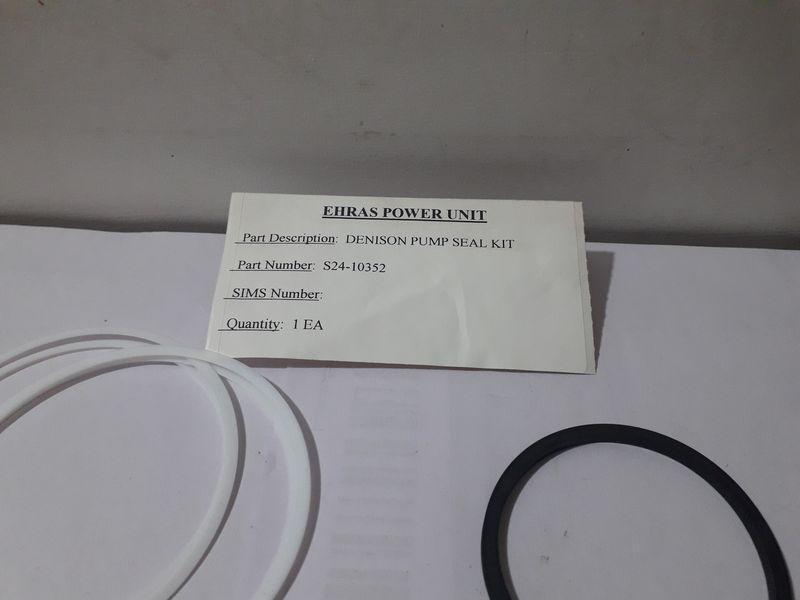 EHRAS POWER UNIT
Part Description: DENISON PUMP SEAL KIT
Part Number: S24-10352
SIMS Number:
Quantity: 1 EA